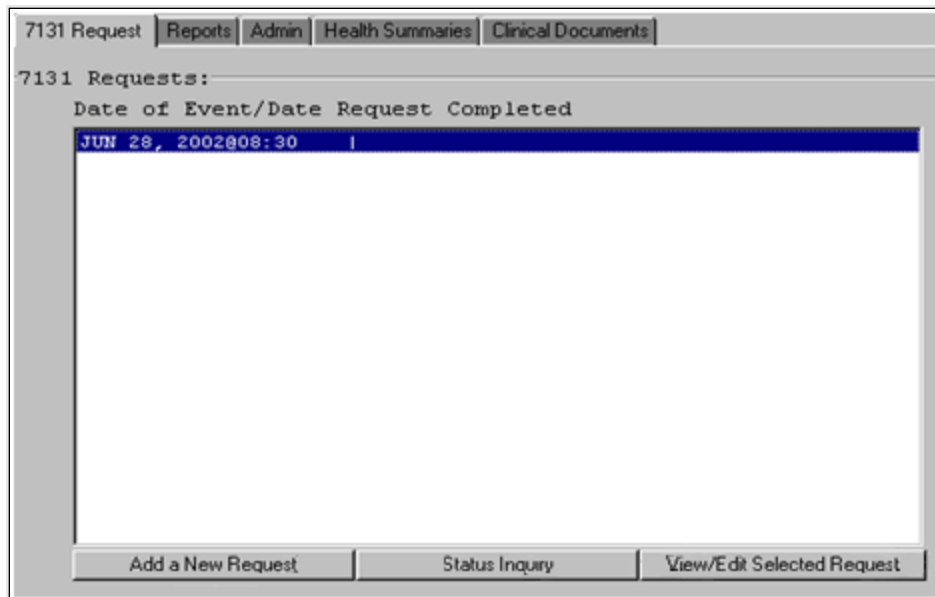 7131 Request Reports Admin Health Summaries Clinical Documents
7131 Requests:
Date of Event/Date Request Completed
JUN 28, 2002@08:30 |
Add a New Request Status Inquiry View/Edit Selected Request